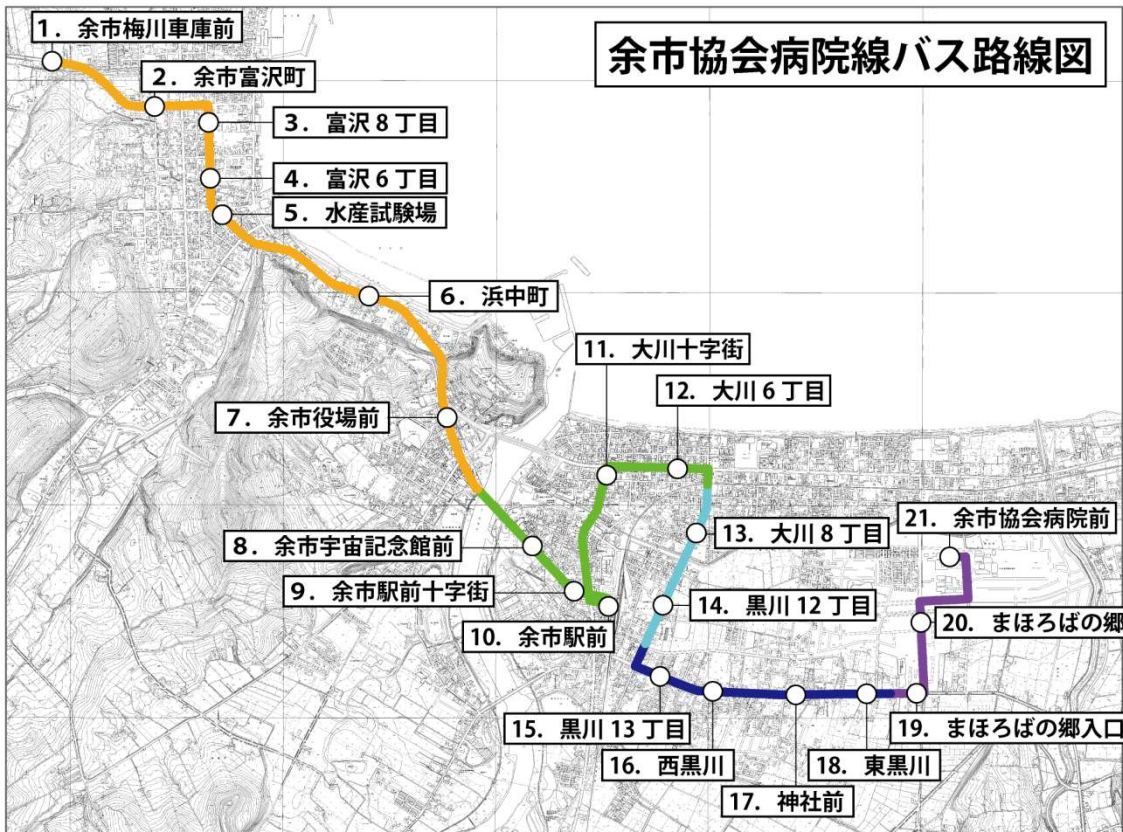 余市協会病院線バス路線図
1．余市梅川車庫前
2．余市富沢町
3．富沢８丁目
4．富沢６丁目
5．水産試験場
6．浜中町
7．余市役場前
8．余市宇宙記念館前
9．余市駅前十字街
10．余市駅前
11．大川十字街
12．大川６丁目
13．大川８丁目
14．黒川12丁目
15．黒川13丁目
16．西黒川
17．神社前
18．東黒川
19．まほろばの郷入口
20．まほろばの郷
21．余市協会病院前